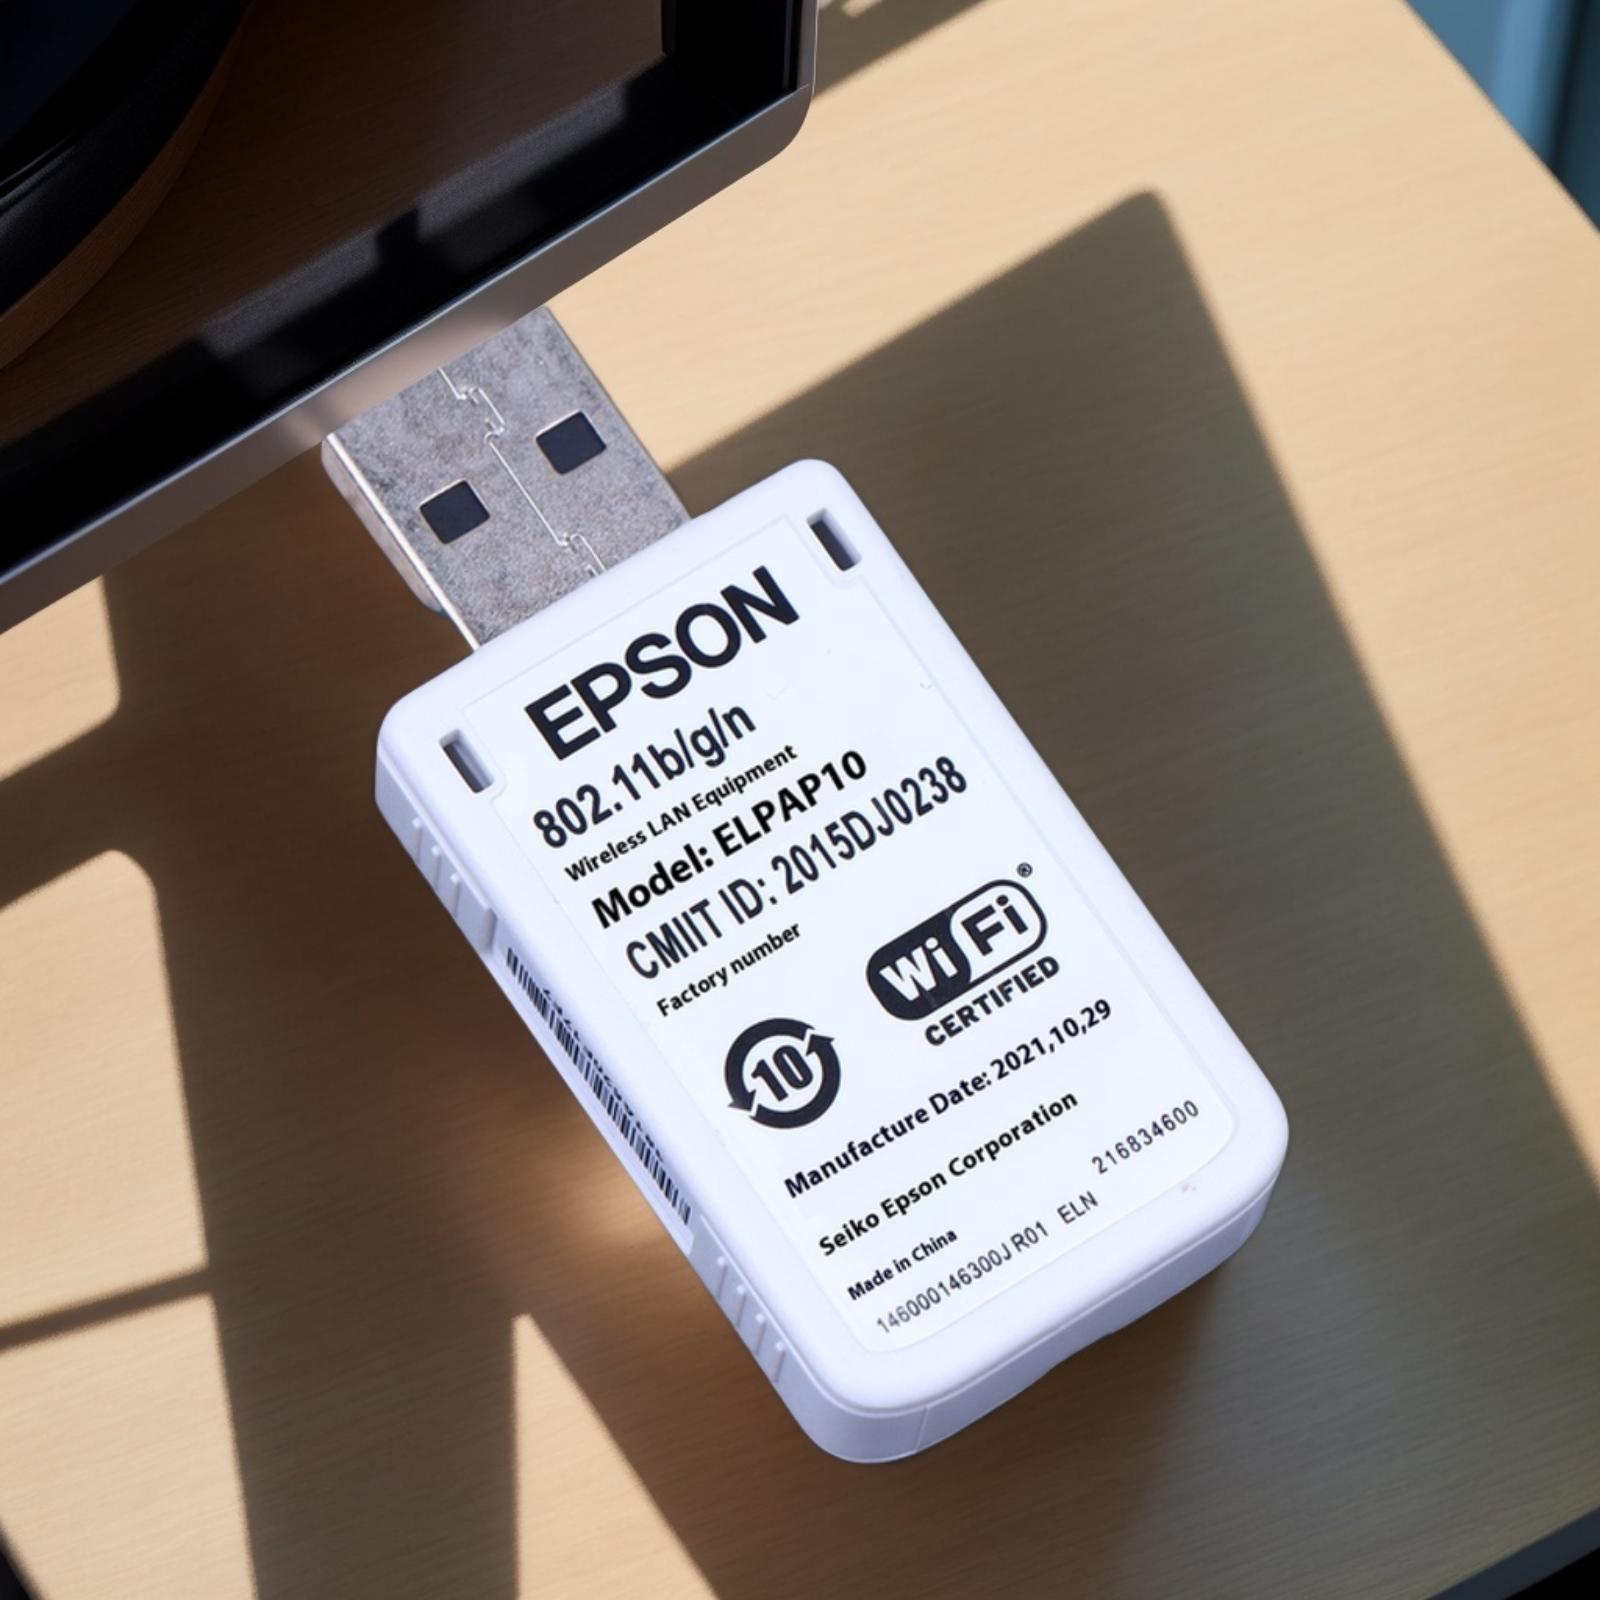 EPSON
802.11b/g/n
Wireless LAN Equipment
Model: ELPAP10
CMIIT ID: 2015DJ0238
Factory number
Wi Fi ®
CERTIFIED
10
Manufacture Date: 2021,10,29
Seiko Epson Corporation
Made in China
216834600
146000146300J R01 ELN